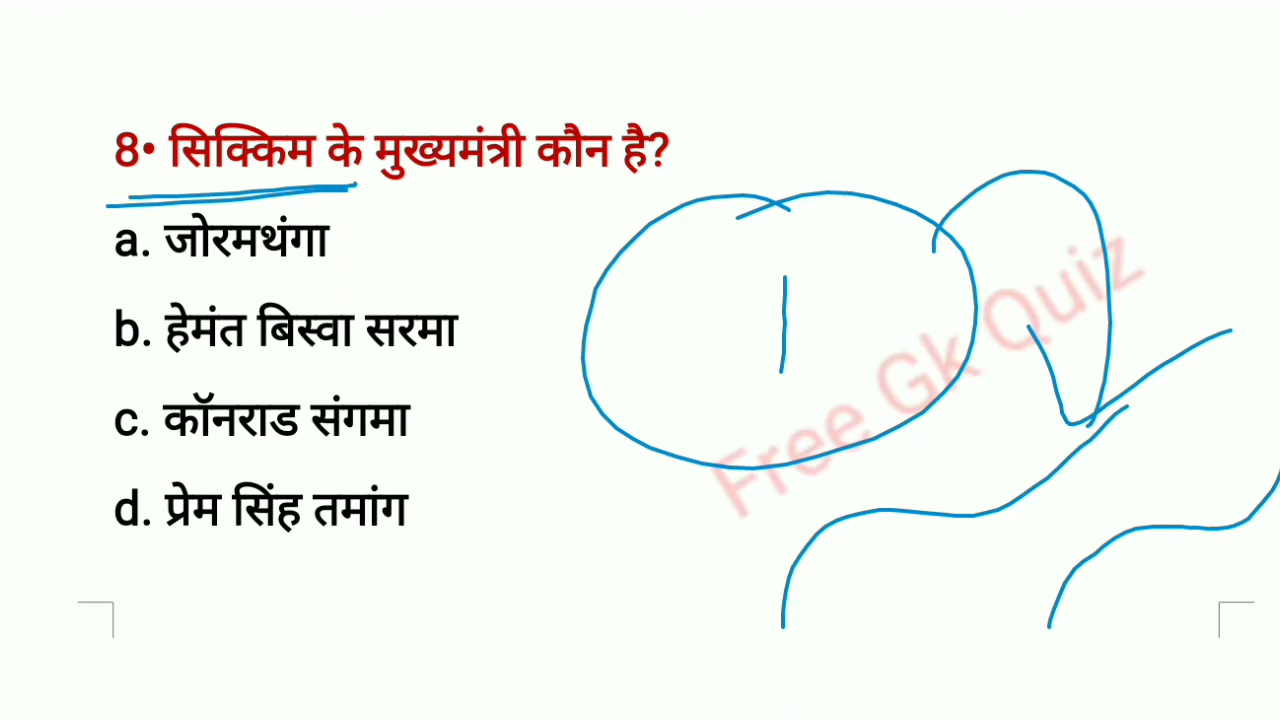 8• सिक्किम के मुख्यमंत्री कौन है?
a. जोरमथंगा
b. हेमंत बिस्वा सरमा
c. कॉनराड संगमा
d. प्रेम सिंह तमांग
Free Gk Quiz